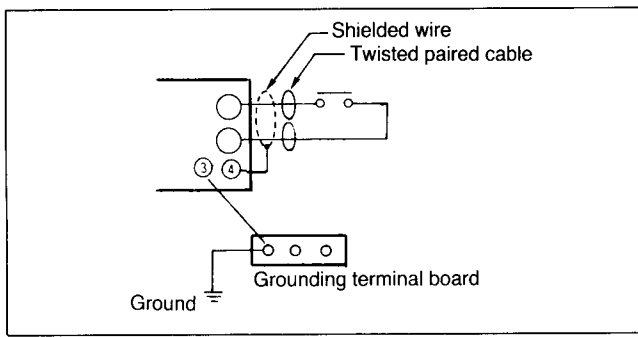 Shielded wire
Twisted paired cable
3 4
Grounding terminal board
Ground